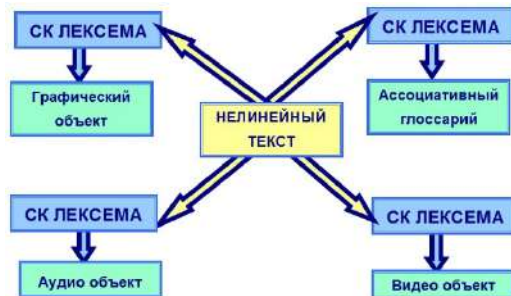 СК ЛЕКСЕМА
СК ЛЕКСЕМА
Графический
объект
Ассоциативный
глоссарий
НЕЛИНЕЙНЫЙ
ТЕКСТ
СК ЛЕКСЕМА
СК ЛЕКСЕМА
Аудио объект
Видео объект